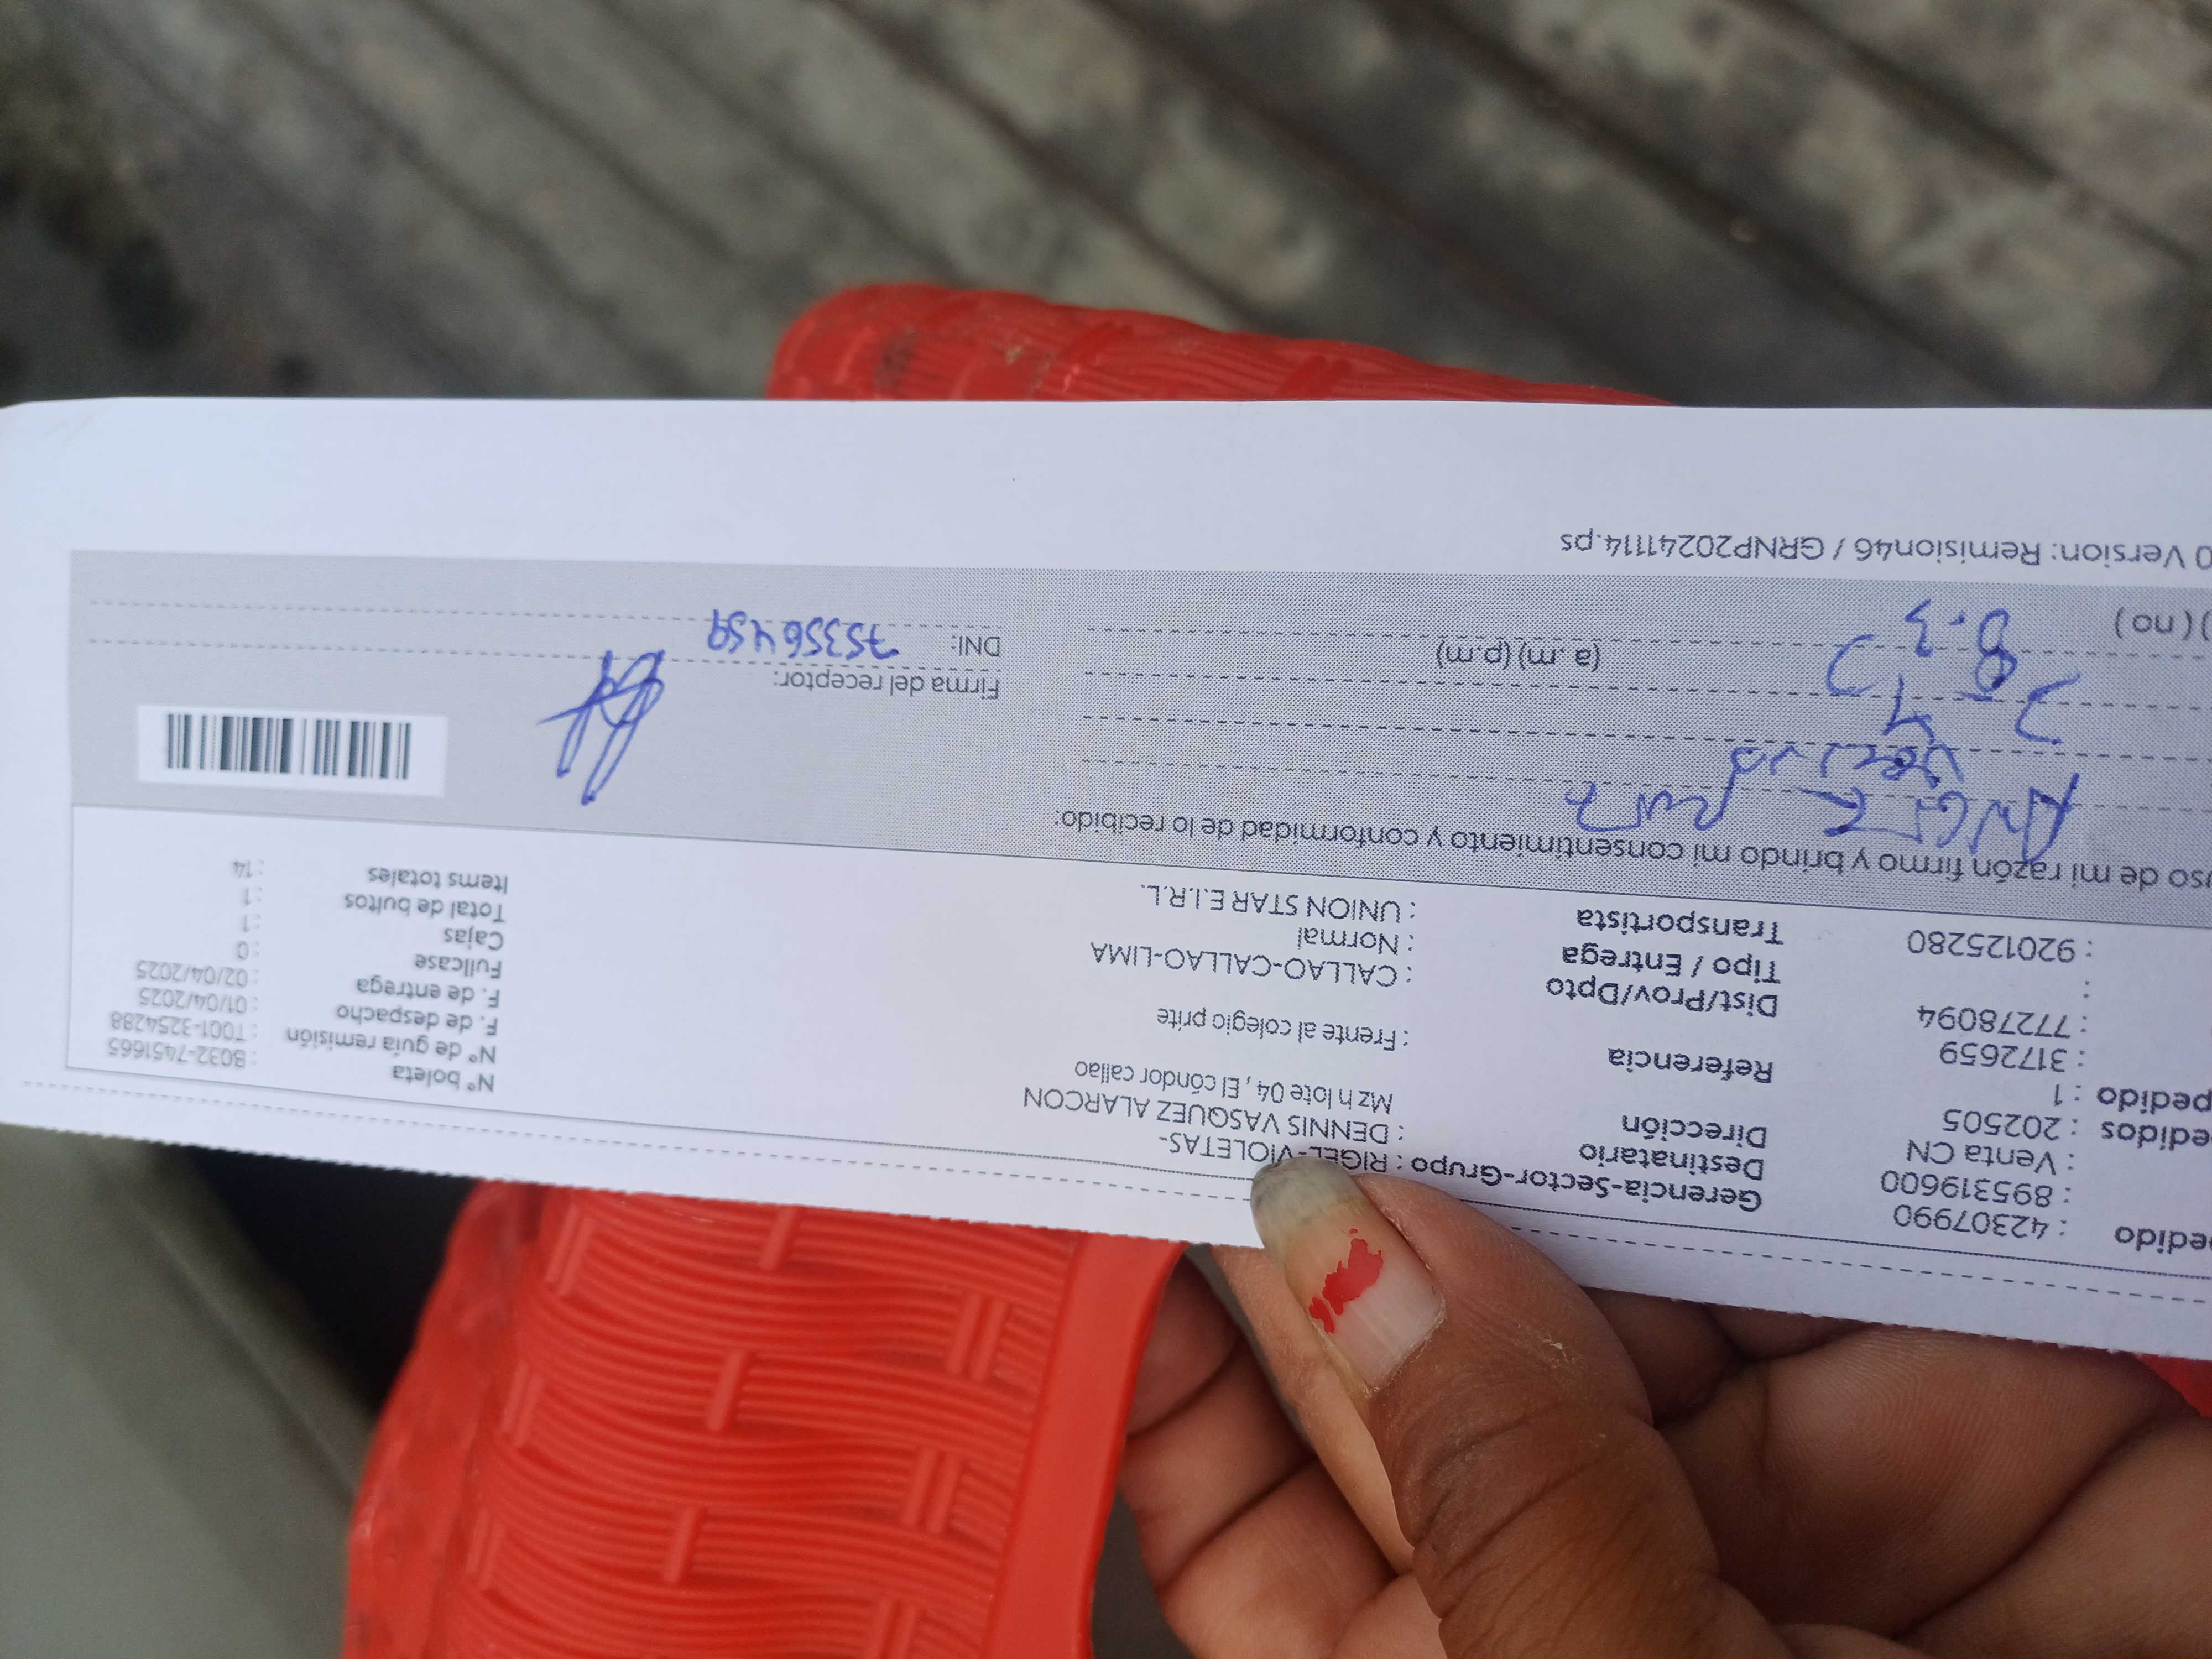 edido : 42307990
: 895319600
: Venta CN
edidos : 202505
pedido : 1
: 3172659
: 77278094
:
: 920125280
Gerencia-Sector-Grupo : RIGEL-VIOLETAS-
Destinatario : DENNIS VASQUEZ ALARCON
Dirección Mz h lote 04 , El cóndor callao
Referencia : Frente al colegio prite
Dist/Prov/Dpto : CALLAO-CALLAO-LIMA
Tipo / Entrega : Normal
Transportista : UNION STAR E.I.R.L.
N° boleta : B032-7451665
N° de guía remisión : T001-3254288
F. de despacho : 01/04/2025
F. de entrega : 02/04/2025
Fullcase : 0
Cajas : 1
Total de bultos : 1
Items totales : 14
uso de mi razón firmo y brindo mi consentimiento y conformidad de lo recibido:
8.3
(a.m) (p.m)
) ( no )
Firma del receptor:
DNI: 753564459
0 Version: Remision46 / GRNP20241114.ps